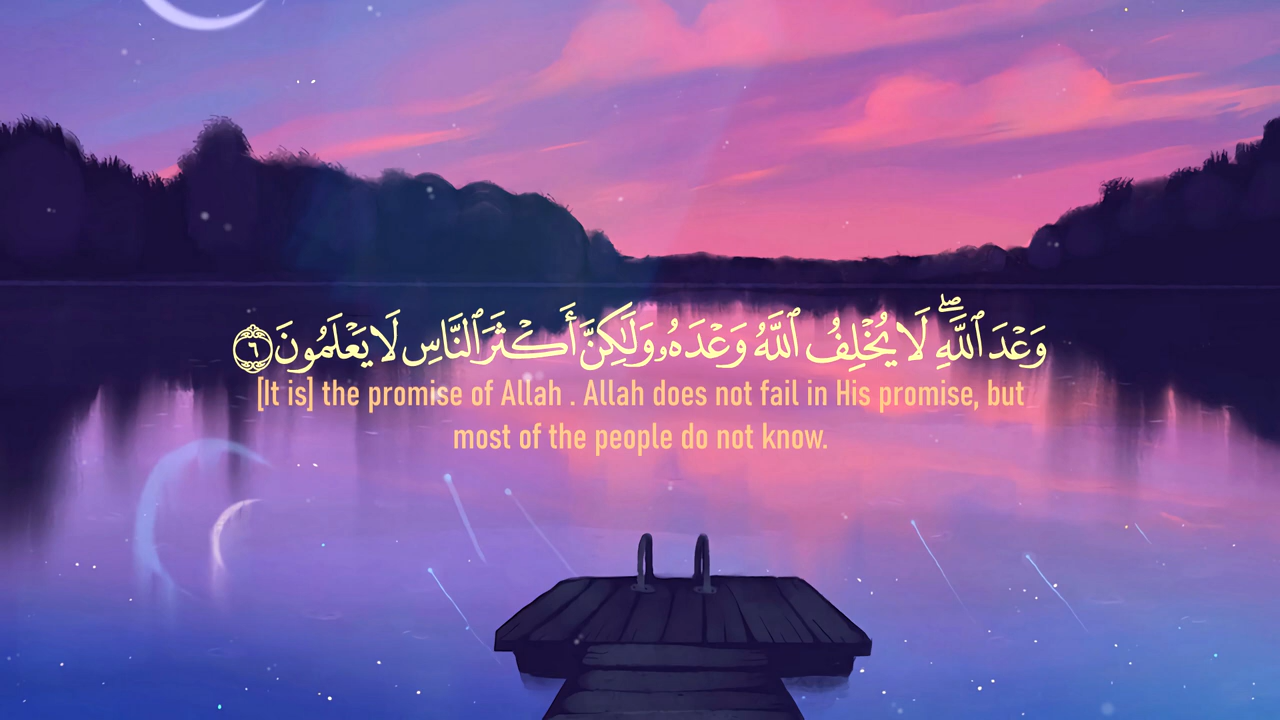 وَعْدَ ٱللَّهِ ۖ لَا يُخْلِفُ ٱللَّهُ وَعْدَهُۥ وَلَٰكِنَّ أَكْثَرَ ٱلنَّاسِ لَا يَعْلَمُونَ ٦
[It is] the promise of Allah . Allah does not fail in His promise, but
most of the people do not know.